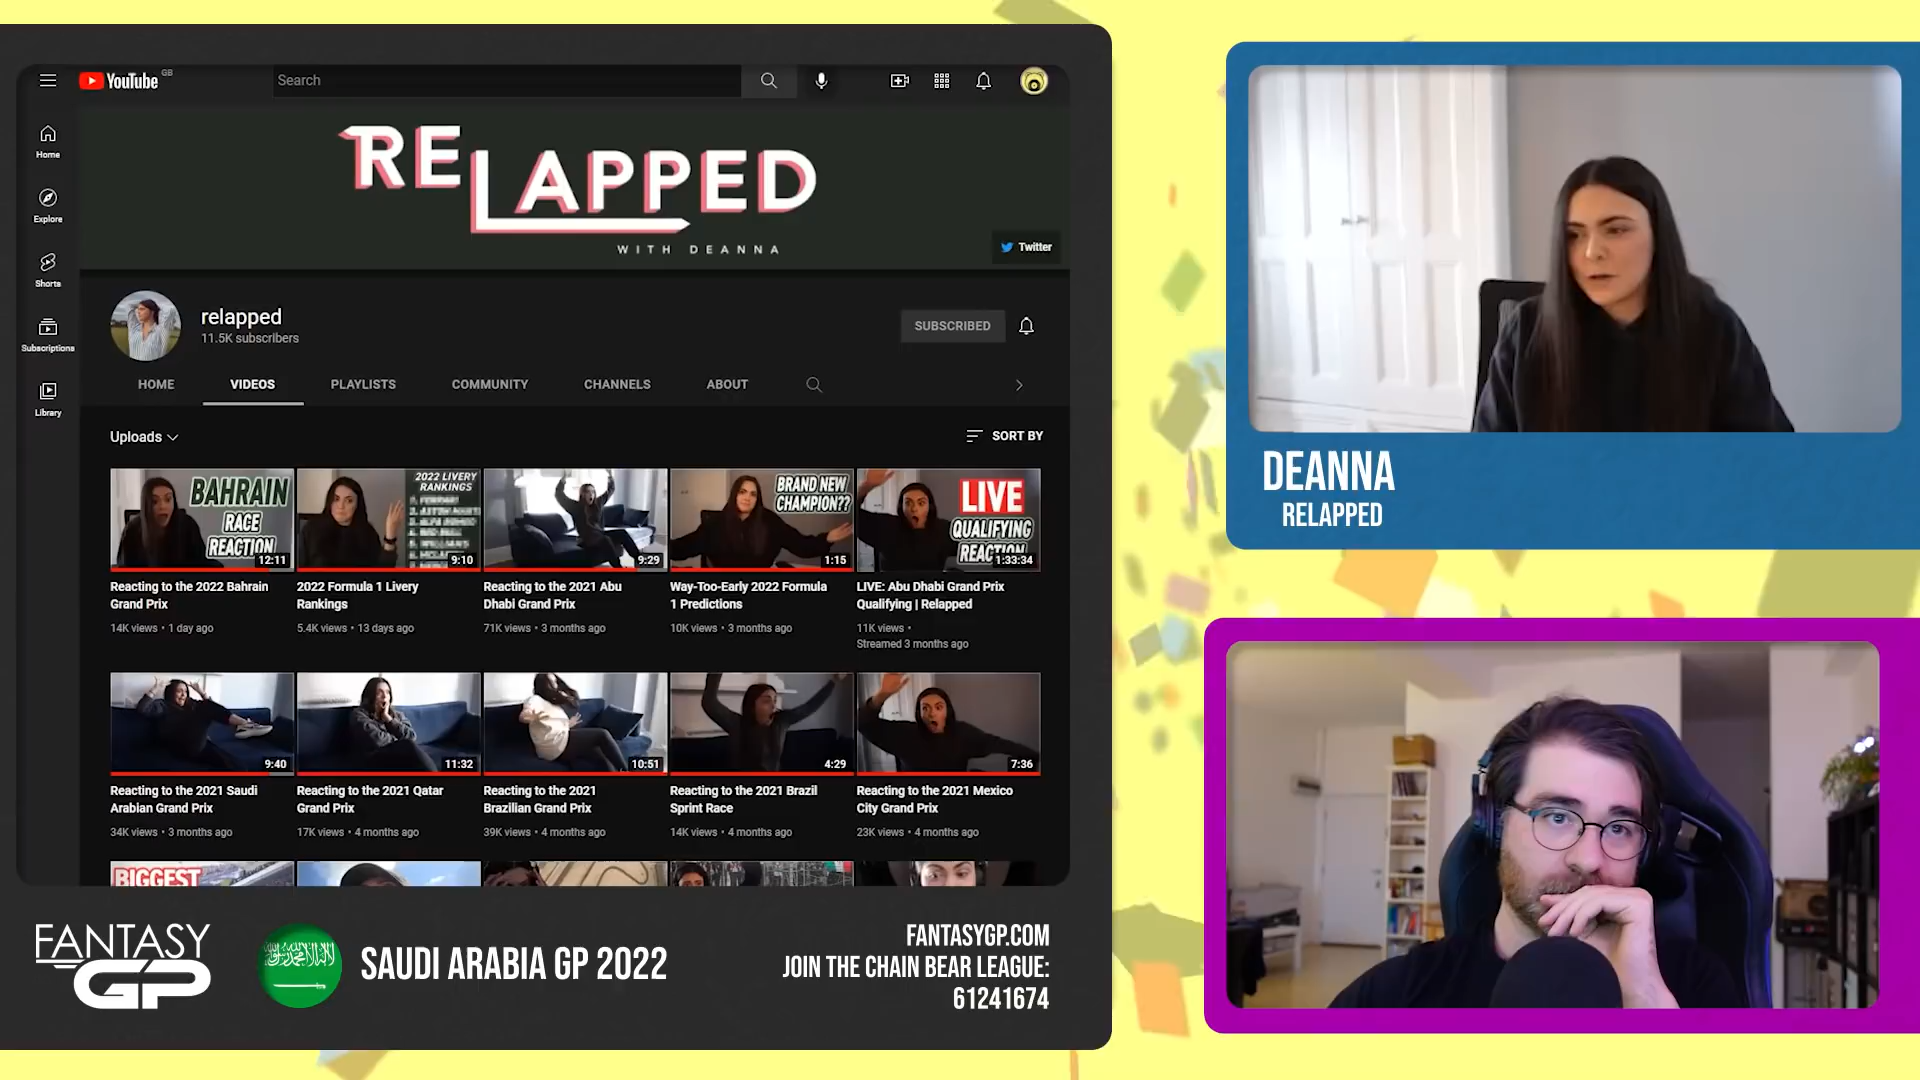 YouTube GB
Search
Home
Explore
Shorts
Subscriptions
Library
RELAPPED
WITH DEANNA
Twitter
relapped
11.5K subscribers
SUBSCRIBED
HOME
VIDEOS
PLAYLISTS
COMMUNITY
CHANNELS
ABOUT
Uploads
SORT BY
BAHRAIN
RACE
REACTION
12:11
Reacting to the 2022 Bahrain
Grand Prix
14K views • 1 day ago
2022 LIVERY
RANKINGS
9:10
2022 Formula 1 Livery
Rankings
5.4K views • 13 days ago
9:29
Reacting to the 2021 Abu
Dhabi Grand Prix
71K views • 3 months ago
BRAND NEW
CHAMPION??
1:15
Way-Too-Early 2022 Formula
1 Predictions
10K views • 3 months ago
LIVE
QUALIFYING
REACTION
1:33:34
LIVE: Abu Dhabi Grand Prix
Qualifying | Relapped
11K views •
Streamed 3 months ago
9:40
Reacting to the 2021 Saudi
Arabian Grand Prix
34K views • 3 months ago
11:32
Reacting to the 2021 Qatar
Grand Prix
17K views • 4 months ago
10:51
Reacting to the 2021
Brazilian Grand Prix
39K views • 4 months ago
4:29
Reacting to the 2021 Brazil
Sprint Race
14K views • 4 months ago
7:36
Reacting to the 2021 Mexico
City Grand Prix
23K views • 4 months ago
BIGGEST
FANTASY
GP
SAUDI ARABIA GP 2022
FANTASYGP.COM
JOIN THE CHAIN BEAR LEAGUE:
61241674
DEANNA
RELAPPED